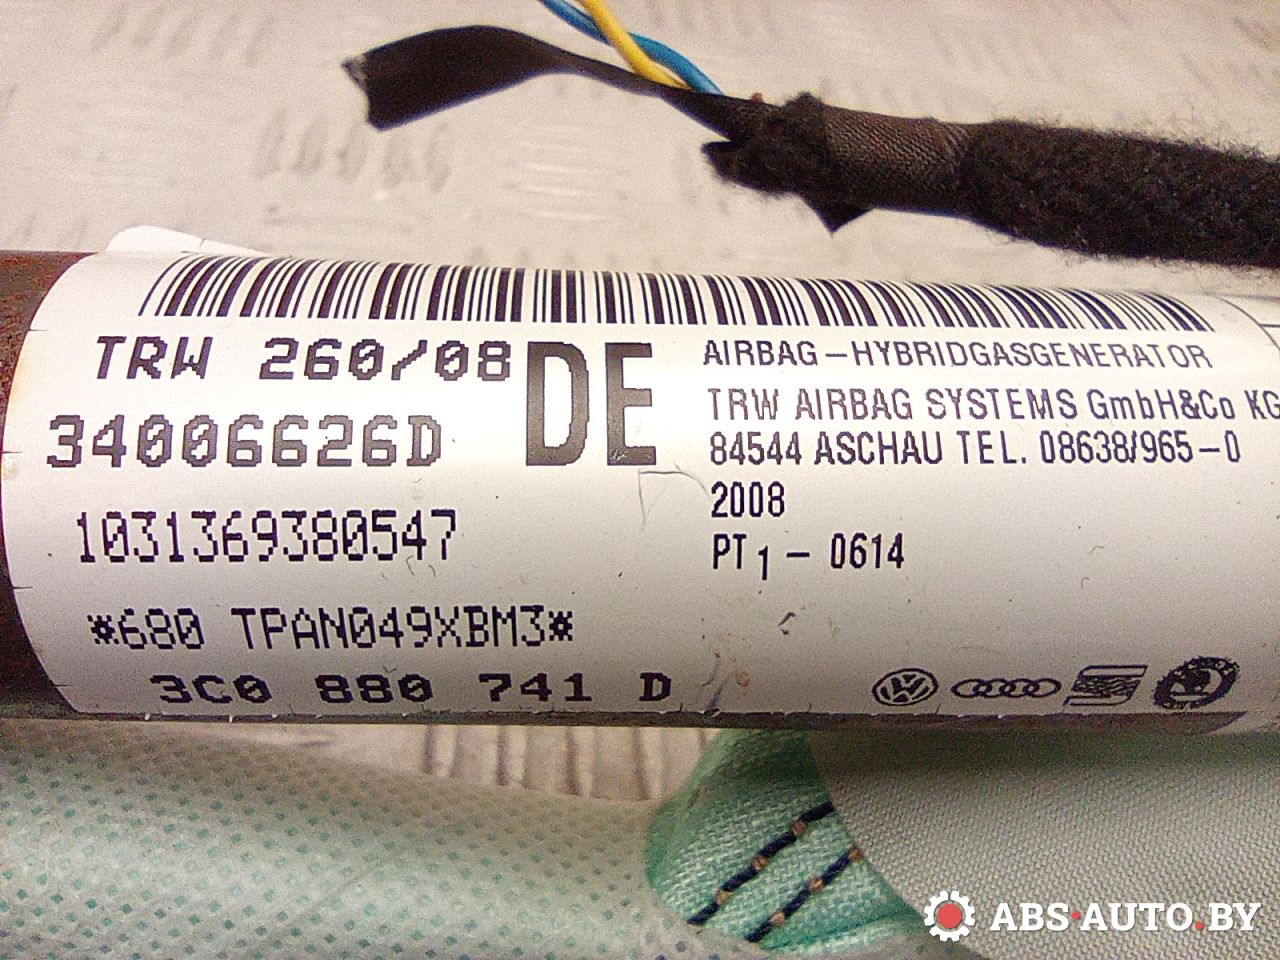 TRW 260/08
34006626D
DE
1031369380547
*680 TPAN049XBM3*
3C0 880 741 D
AIRBAG-HYBRIDGASGENERATOR
TRW AIRBAG SYSTEMS GmbH&Co KG
84544 ASCHAU TEL. 08638/965-0
2008
PT1 - 0614
ABS-AUTO.BY